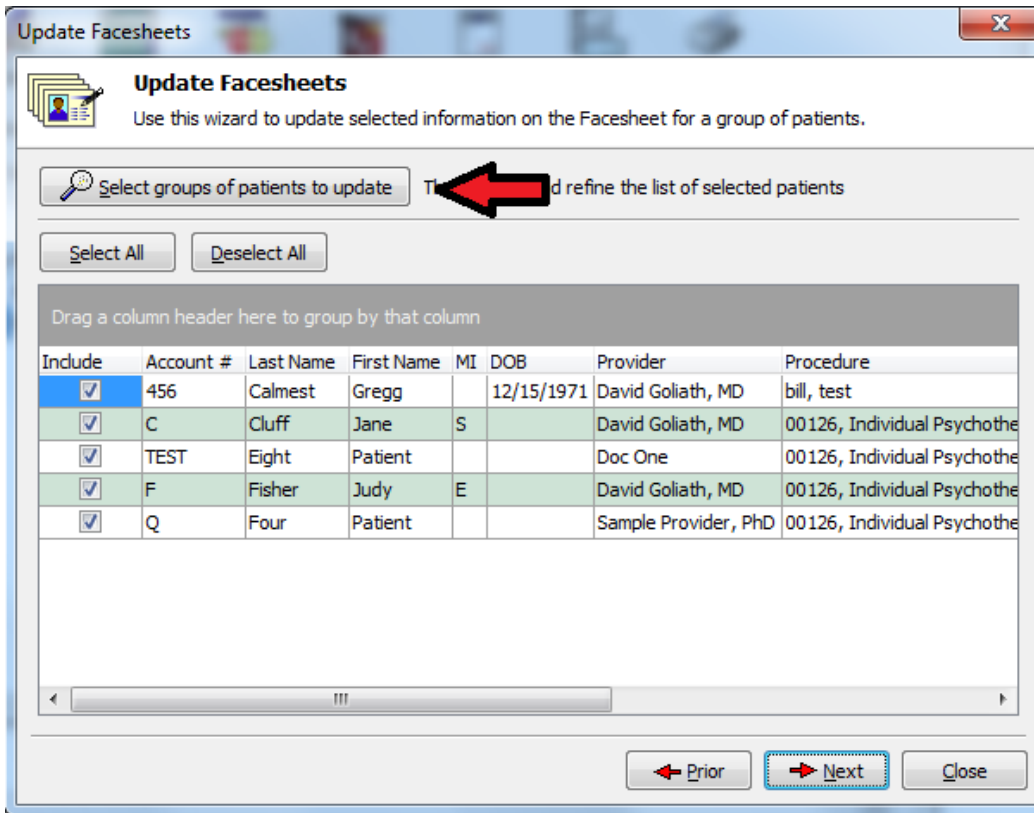 Update Facesheets
Update Facesheets
Use this wizard to update selected information on the Facesheet for a group of patients.
Select groups of patients to update refine the list of selected patients
Select All Deselect All
Drag a column header here to group by that column
Include Account # Last Name First Name MI DOB Provider Procedure
456 Calmest Gregg 12/15/1971 David Goliath, MD bill, test
C Cluff Jane S David Goliath, MD 00126, Individual Psychothe
TEST Eight Patient Doc One 00126, Individual Psychothe
F Fisher Judy E David Goliath, MD 00126, Individual Psychothe
Q Four Patient Sample Provider, PhD 00126, Individual Psychothe
Prior Next Close